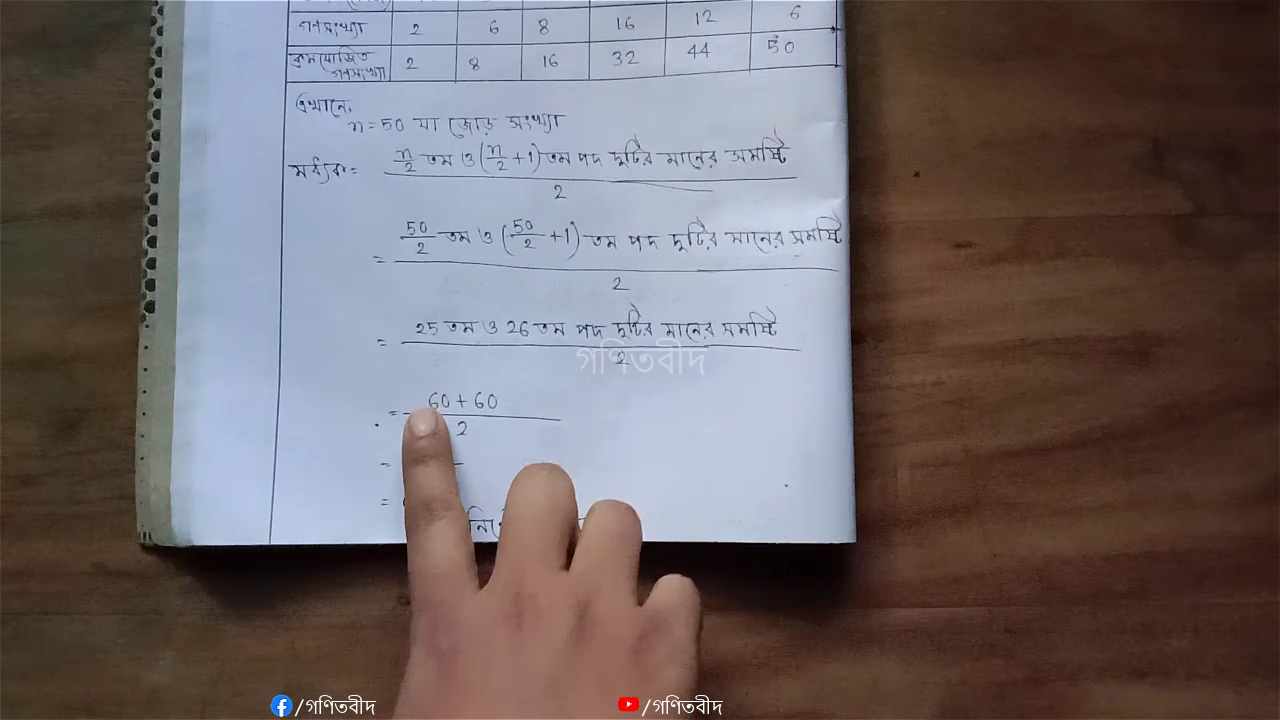 গণসংখ্যা 2 6 8 16 12 6
ক্রমযোজিত গণসংখ্যা 2 8 16 32 44 50
এখানে,
n = 50 যা জোড় সংখ্যা
মধ্যক = n/2 তম ও (n/2 + 1) তম পদ দুটির মানের সমষ্টি
2
= 50/2 তম ও (50/2 + 1) তম পদ দুটির মানের সমষ্টি
2
= 25 তম ও 26 তম পদ দুটির মানের সমষ্টি
2
গণিতবীদ
= 60 + 60
2
=
=
/গণিতবীদ /গণিতবীদ